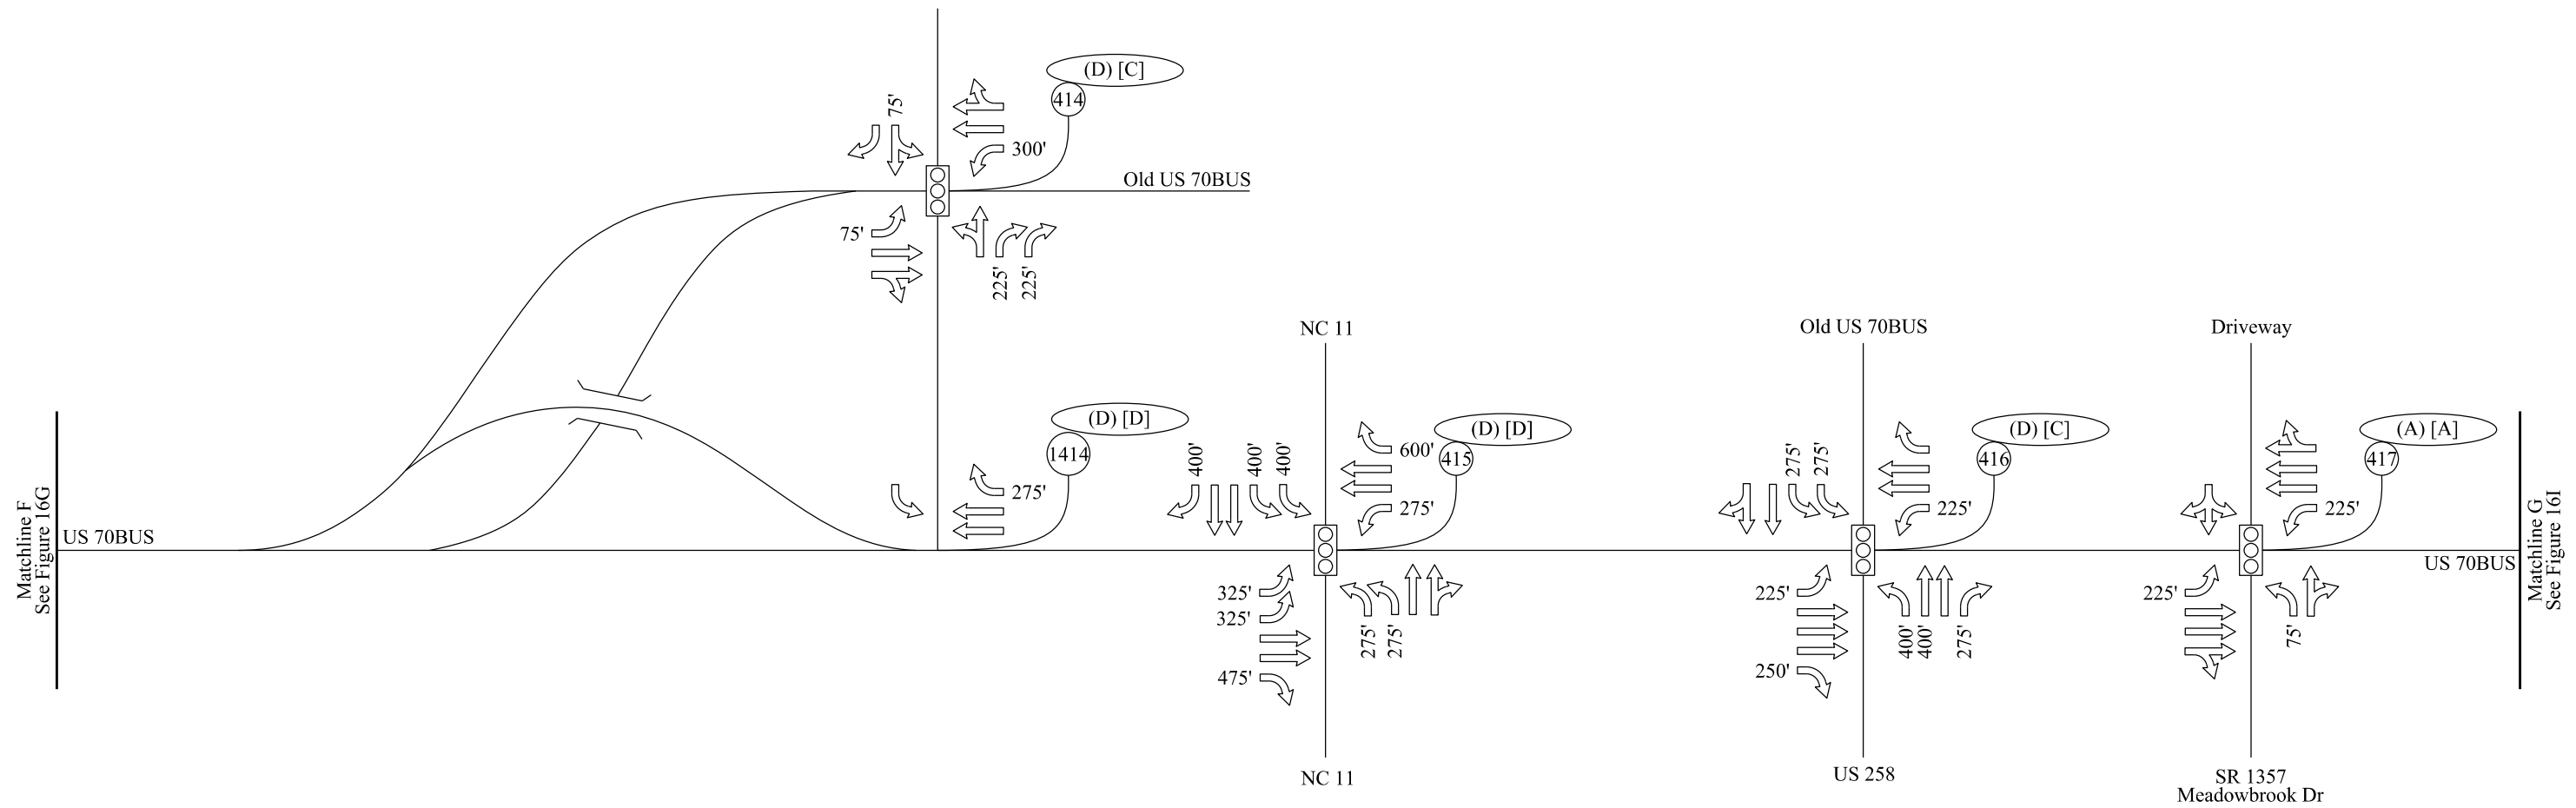 (D) [C]
414
75'
300'
Old US 70BUS
75'
225'
225'
NC 11
Old US 70BUS
Driveway
(D) [D]
1414
275'
400'
400'
400'
(D) [D]
415
600'
275'
275'
275'
(D) [C]
416
225'
(A) [A]
417
225'
Matchline F
See Figure 16G
US 70BUS
Matchline G
See Figure 16I
US 70BUS
325'
325'
475'
275'
275'
225'
250'
400'
400'
275'
225'
75'
NC 11
US 258
SR 1357
Meadowbrook Dr